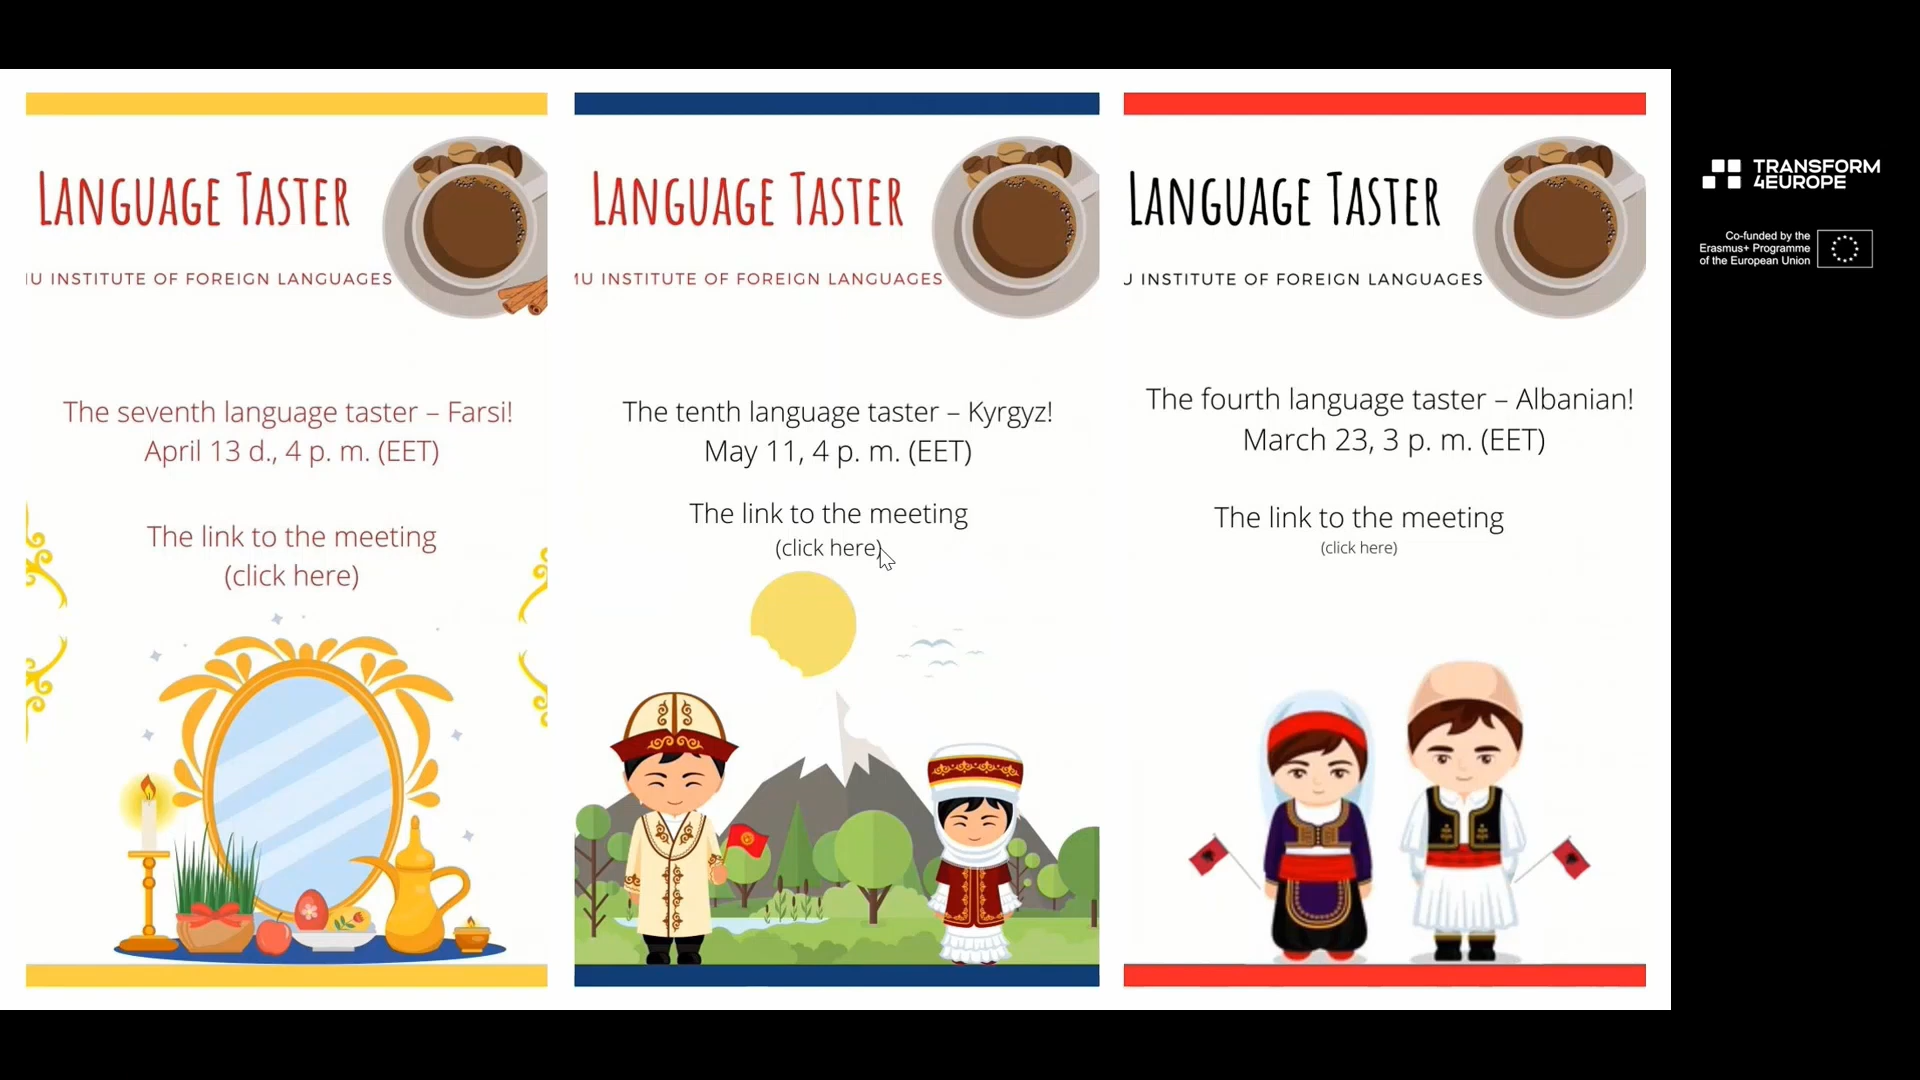 LANGUAGE TASTER
INSTITUTE OF FOREIGN LANGUAGES
The seventh language taster – Farsi!
April 13 d., 4 p. m. (EET)
The link to the meeting
(click here)
LANGUAGE TASTER
INSTITUTE OF FOREIGN LANGUAGES
The tenth language taster – Kyrgyz!
May 11, 4 p. m. (EET)
The link to the meeting
(click here)
LANGUAGE TASTER
INSTITUTE OF FOREIGN LANGUAGES
The fourth language taster – Albanian!
March 23, 3 p. m. (EET)
The link to the meeting
(click here)
TRANSFORM
4EUROPE
Co-funded by the
Erasmus+ Programme
of the European Union